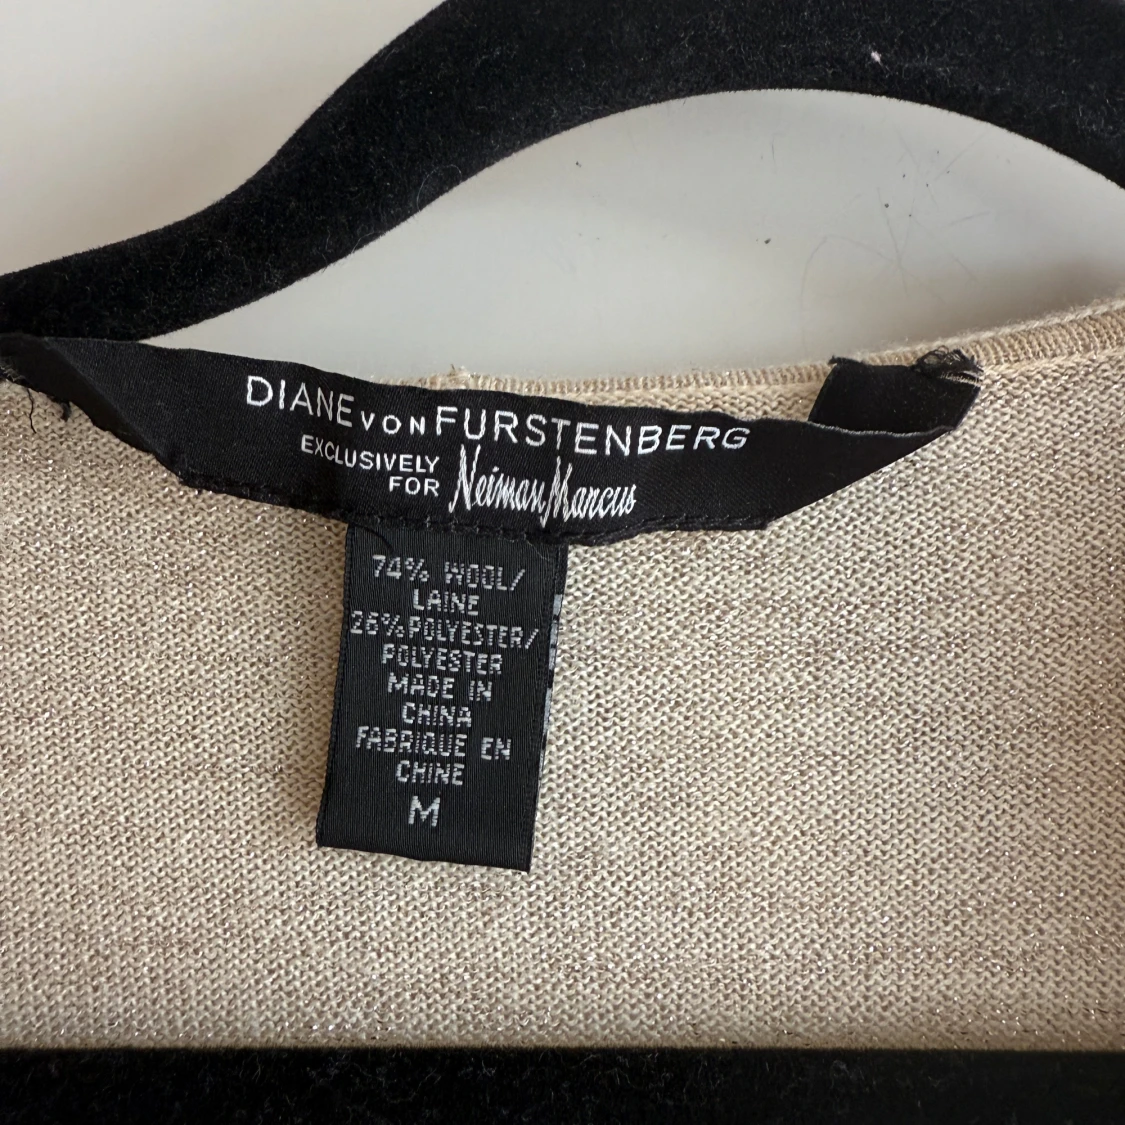 DIANE VON FURSTENBERG
EXCLUSIVELY
FOR Neiman Marcus
74% WOOL/
LAINE
26% POLYESTER/
POLYESTER
MADE IN
CHINA
FABRIQUE EN
CHINE
M